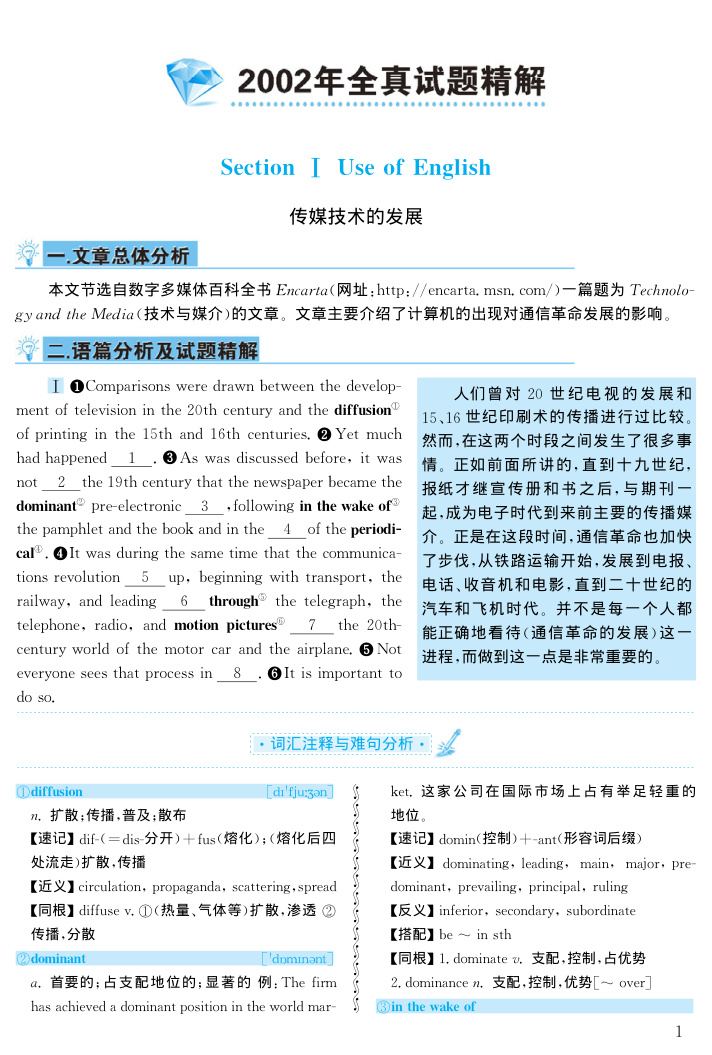 2002年全真试题精解
Section Ⅰ Use of English
传媒技术的发展
一.文章总体分析
本文节选自数字多媒体百科全书 Encarta(网址:http://encarta.msn.com/)一篇题为 Technolo-
gy and the Media(技术与媒介)的文章。文章主要介绍了计算机的出现对通信革命发展的影响。
二.语篇分析及试题精解
Ⅰ ❶Comparisons were drawn between the develop-
ment of television in the 20th century and the diffusion①
of printing in the 15th and 16th centuries. ❷Yet much
had happened __1__. ❸As was discussed before, it was
not __2__ the 19th century that the newspaper became the
dominant② pre-electronic __3__, following in the wake of③
the pamphlet and the book and in the __4__ of the periodi-
cal④. ❹It was during the same time that the communica-
tions revolution __5__ up, beginning with transport, the
railway, and leading __6__ through⑤ the telegraph, the
telephone, radio, and motion pictures⑥ __7__ the 20th-
century world of the motor car and the airplane. ❺Not
everyone sees that process in __8__. ❻It is important to
do so.
人们曾对 20 世纪电视的发展和
15、16 世纪印刷术的传播进行过比较。
然而,在这两个时段之间发生了很多事
情。正如前面所讲的,直到十九世纪,
报纸才继宣传册和书之后,与期刊一
起,成为电子时代到来前主要的传播媒
介。正是在这段时间,通信革命也加快
了步伐,从铁路运输开始,发展到电报、
电话、收音机和电影,直到二十世纪的
汽车和飞机时代。并不是每一个人都
能正确地看待(通信革命的发展)这一
进程,而做到这一点是非常重要的。
·词汇注释与难句分析·
①diffusion [dɪˈfjuːʒən]
n. 扩散;传播,普及;散布
【速记】dif-(=dis-分开)+fus(熔化);(熔化后四
处流走)扩散,传播
【近义】circulation, propaganda, scattering, spread
【同根】diffuse v. ①(热量、气体等)扩散,渗透 ②
传播,分散
②dominant [ˈdɒmɪnənt]
a. 首要的;占支配地位的;显著的 例:The firm
has achieved a dominant position in the world mar-
ket. 这家公司在国际市场上占有举足轻重的
地位。
【速记】domin(控制)+-ant(形容词后缀)
【近义】dominating, leading, main, major, pre-
dominant, prevailing, principal, ruling
【反义】inferior, secondary, subordinate
【搭配】be ~ in sth
【同根】1. dominate v. 支配,控制,占优势
2. dominance n. 支配,控制,优势[~ over]
③in the wake of
1